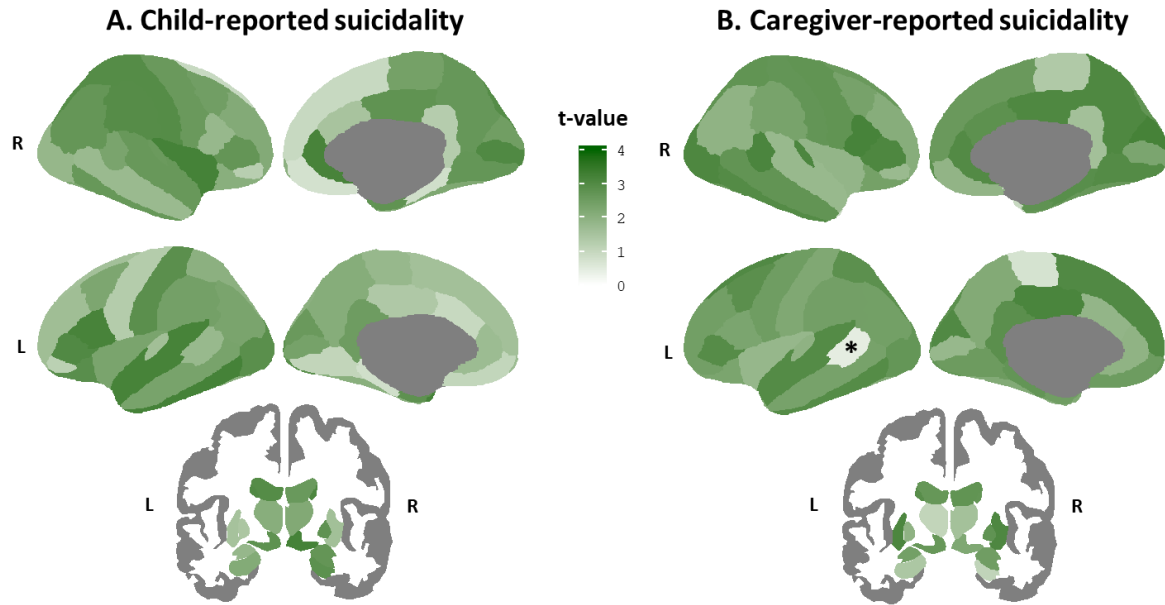 A. Child-reported suicidality
B. Caregiver-reported suicidality
R
t-value
4
3
2
1
0
R
L
L
*
L
R
L
R